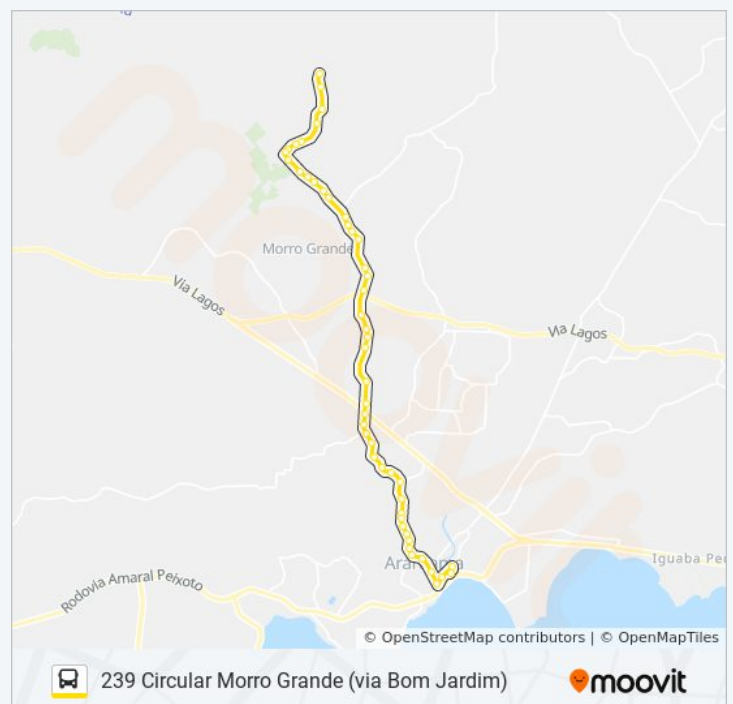 Morro Grande
Via Lagos
Via Lagos
Rodovia Amaral Peixoto
© OpenStreetMap contributors | © OpenMapTiles
239 Circular Morro Grande (via Bom Jardim)
moovit
moovit